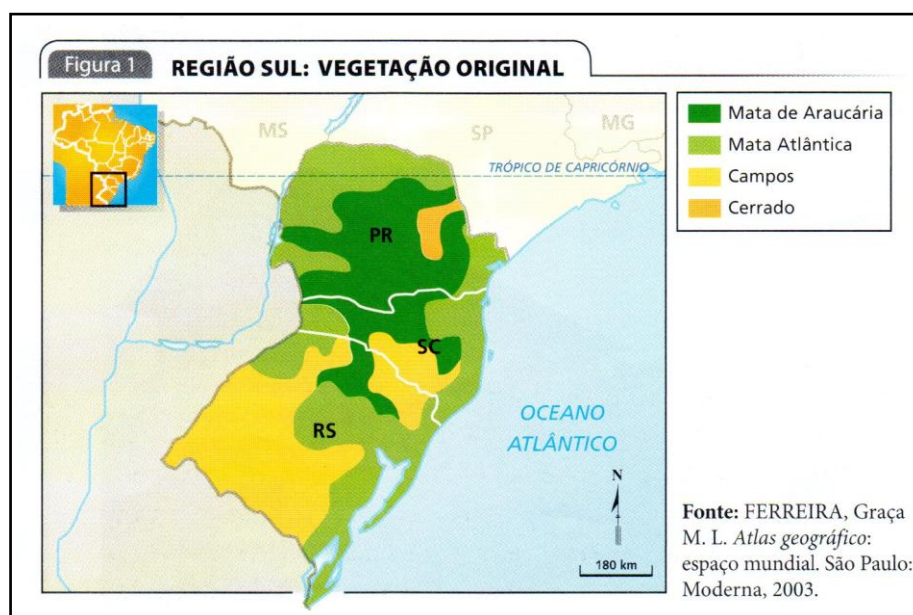 Figura 1
REGIÃO SUL: VEGETAÇÃO ORIGINAL
MS
SP
MG
TRÓPICO DE CAPRICÓRNIO
PR
SC
RS
OCEANO
ATLÂNTICO
N
180 km
Mata de Araucária
Mata Atlântica
Campos
Cerrado
Fonte: FERREIRA, Graça
M. L. Atlas geográfico:
espaço mundial. São Paulo:
Moderna, 2003.